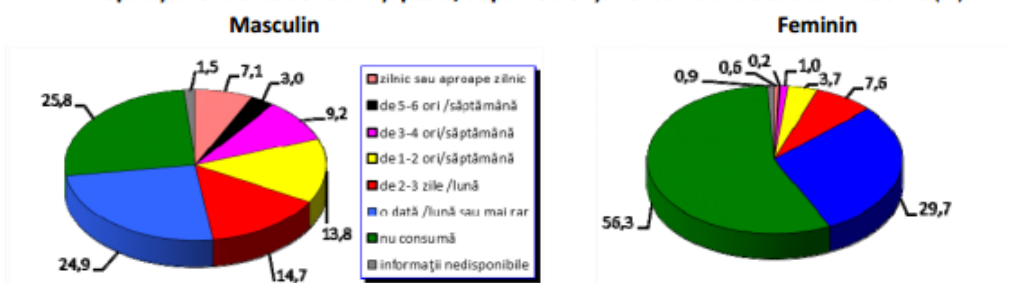 Masculin
Feminin
1,5
7,1
3,0
9,2
13,8
14,7
24,9
25,8
zilnic sau aproape zilnic
de 5-6 ori /săptămână
de 3-4 ori/săptămână
de 1-2 ori/săptămână
de 2-3 zile /lună
o dată /lună sau mai rar
nu consumă
informaţii nedisponibile
0,9
0,6
0,2
1,0
3,7
7,6
29,7
56,3